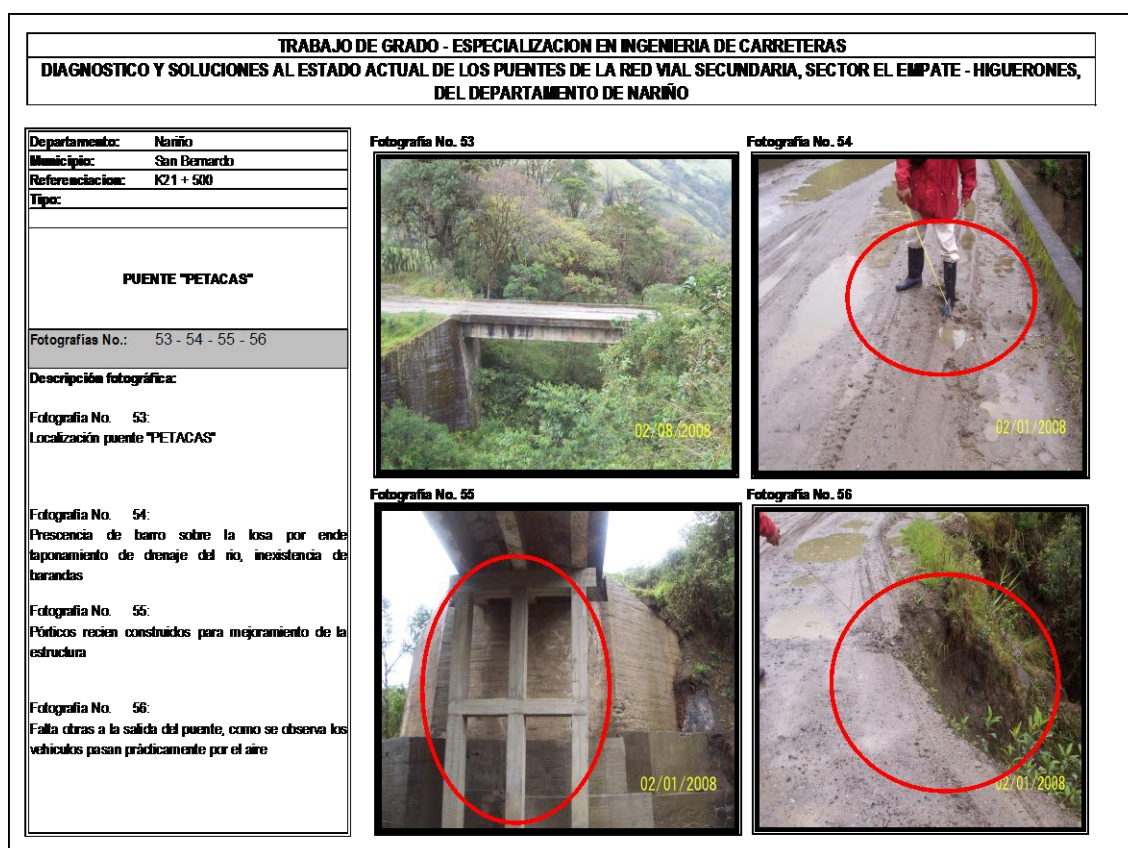 TRABAJO DE GRADO - ESPECIALIZACION EN INGENIERIA DE CARRETERAS
DIAGNOSTICO Y SOLUCIONES AL ESTADO ACTUAL DE LOS PUENTES DE LA RED VIAL SECUNDARIA, SECTOR EL EMPATE - HIGUERONES,
DEL DEPARTAMENTO DE NARIÑO
Departamento: Nariño
Municipio: San Bernardo
Referenciacion: K21 + 500
Tipo:
PUENTE "PETACAS"
Fotografías No.: 53 - 54 - 55 - 56
Descripción fotográfica:
Fotografía No. 53:
Localización puente "PETACAS"
Fotografía No. 54:
Prescencia de barro sobre la losa por ende
taponamiento de drenaje del rio, inexistencia de
barandas
Fotografía No. 55:
Pórticos recien construidos para mejoramiento de la
estructura
Fotografía No. 56:
Falta obras a la salida del puente, como se observa los
vehiculos pasan prácticamente por el aire
Fotografía No. 53
02/08/2008
Fotografía No. 54
02/01/2008
Fotografía No. 55
02/01/2008
Fotografía No. 56
02/01/2008